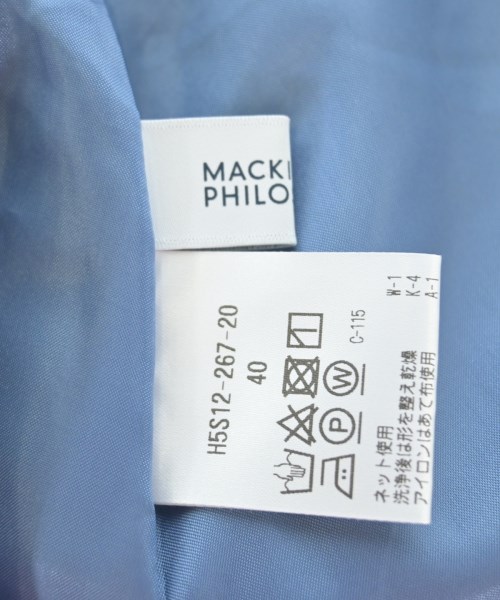 MACKI
PHILO
H5S12-267-20
40
C-115
W-1
K-4
A-1
ネット使用
洗浄後は形を整え乾燥
アイロンはあて布使用